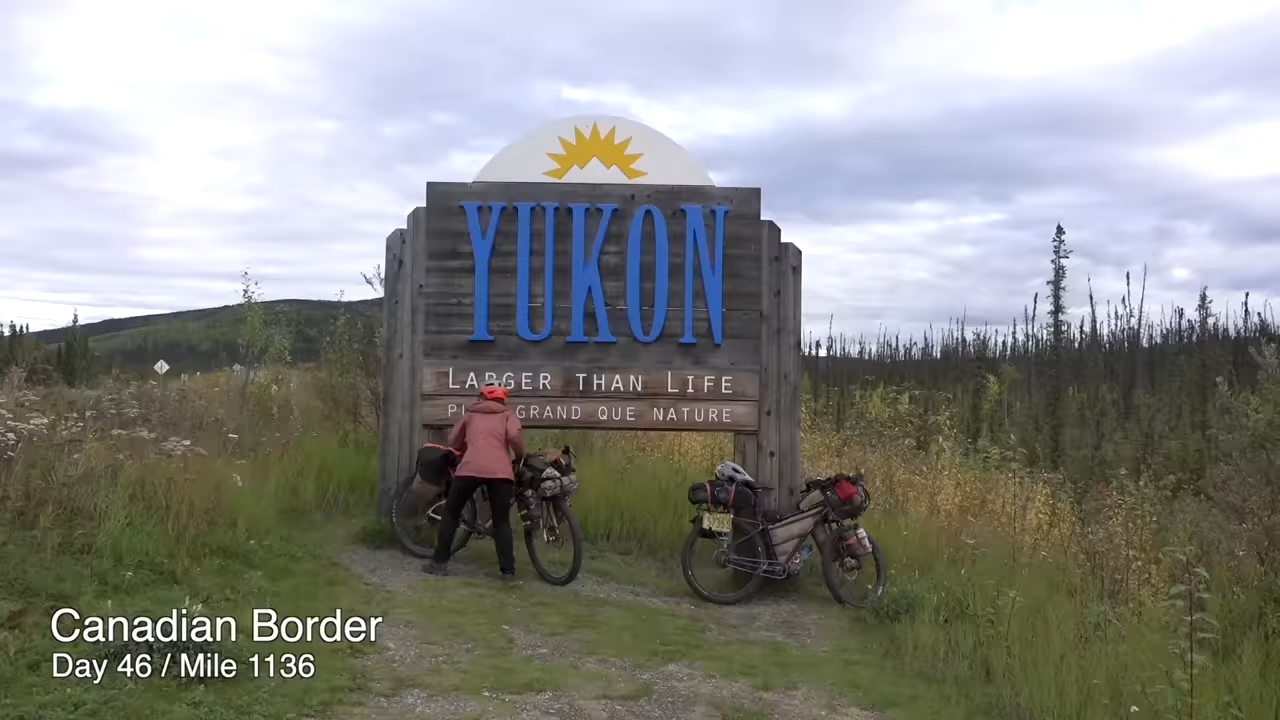 YUKON
LARGER THAN LIFE
GRAND QUE NATURE
Canadian Border
Day 46 / Mile 1136